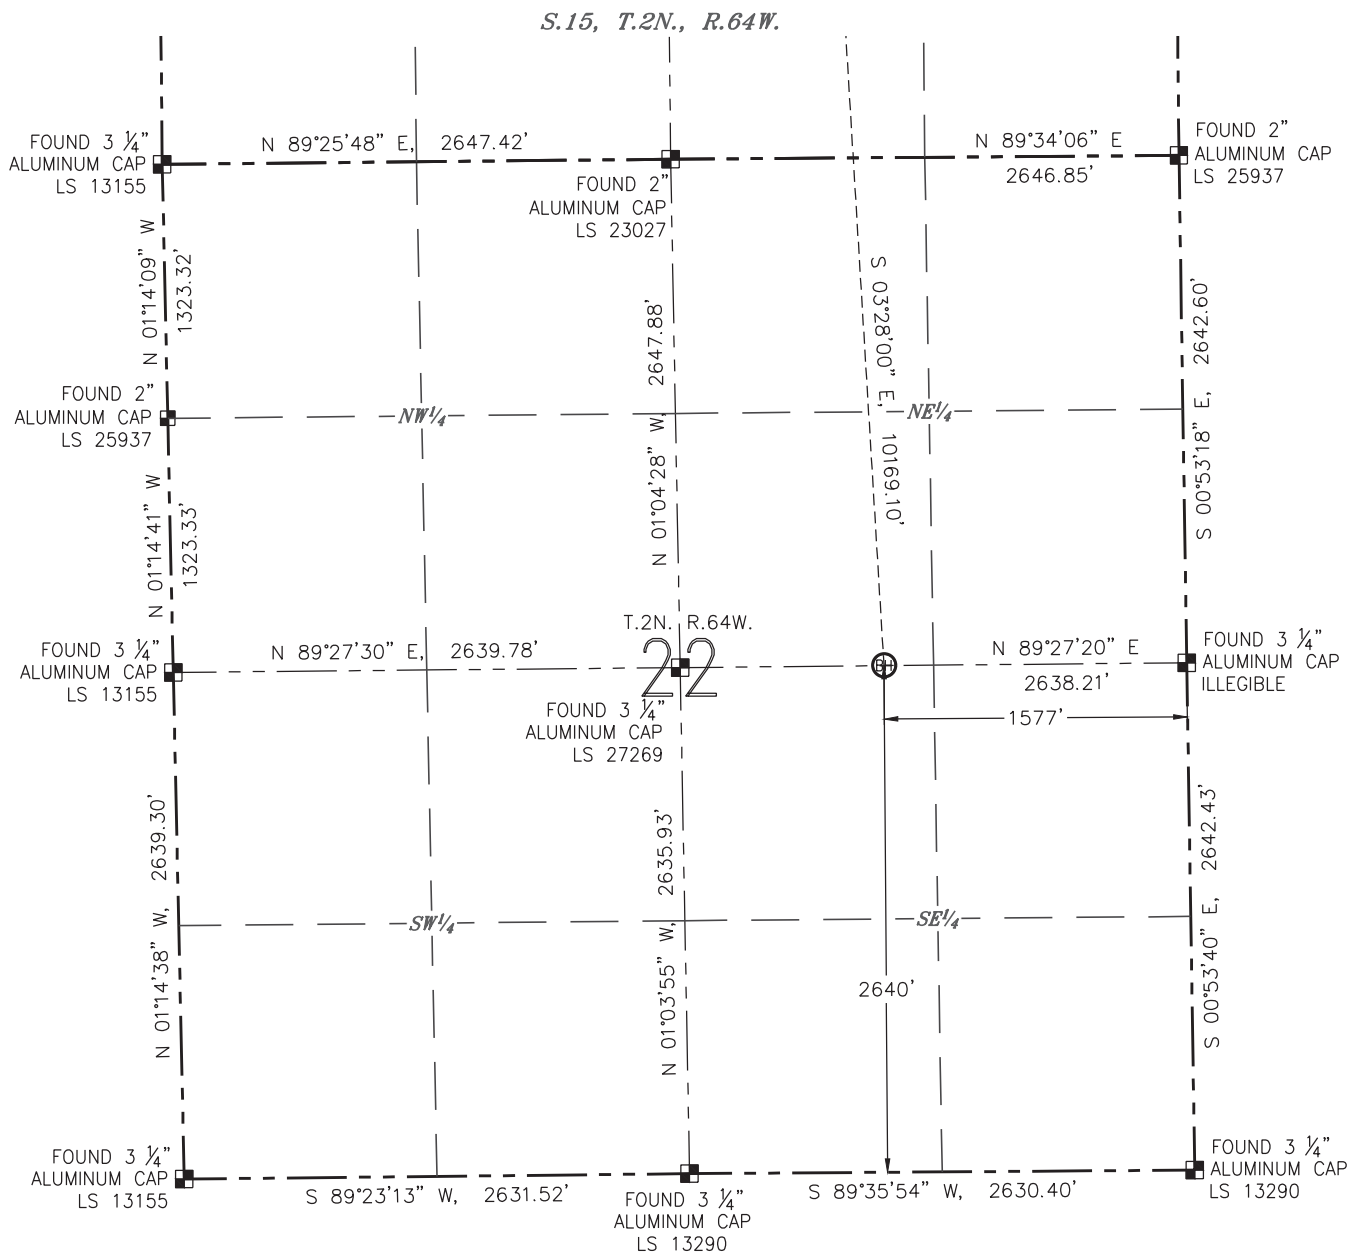 S.15, T.2N., R.64W.
FOUND 3 ¼"
ALUMINUM CAP
LS 13155
N 89°25'48" E, 2647.42'
FOUND 2"
ALUMINUM CAP
LS 23027
N 89°34'06" E
2646.85'
FOUND 2"
ALUMINUM CAP
LS 25937
N 01°14'09" W
1323.32'
N 01°04'28" W, 2647.88'
S 03°28'00" E, 10169.10'
S 00°53'18" E, 2642.60'
FOUND 2"
ALUMINUM CAP
LS 25937
NW¼
NE¼
N 01°14'41" W
1323.33'
FOUND 3 ¼"
ALUMINUM CAP
LS 13155
N 89°27'30" E, 2639.78'
T.2N. R.64W.
22
FOUND 3 ¼"
ALUMINUM CAP
LS 27269
BH
N 89°27'20" E
2638.21'
FOUND 3 ¼"
ALUMINUM CAP
ILLEGIBLE
1577'
N 01°14'38" W, 2639.30'
N 01°03'55" W, 2635.93'
S 00°53'40" E, 2642.43'
SW¼
SE¼
2640'
FOUND 3 ¼"
ALUMINUM CAP
LS 13155
S 89°23'13" W, 2631.52'
FOUND 3 ¼"
ALUMINUM CAP
LS 13290
S 89°35'54" W, 2630.40'
FOUND 3 ¼"
ALUMINUM CAP
LS 13290